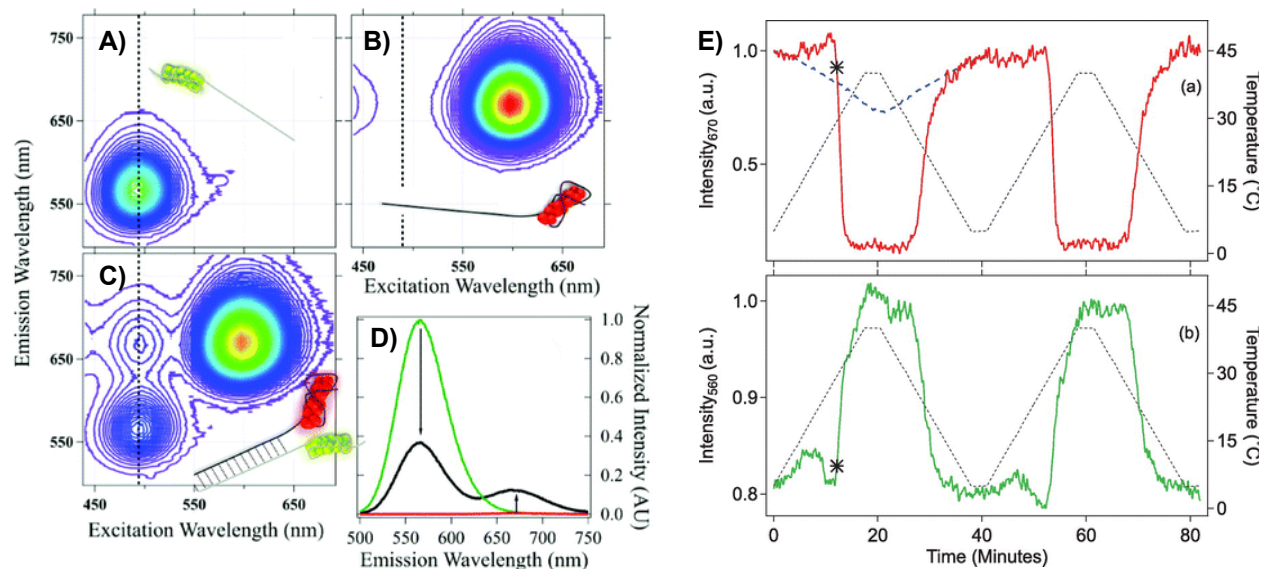 A)
B)
C)
D)
E)
750
650
550
Emission Wavelength (nm)
450 550 650
Excitation Wavelength (nm)
750
650
550
450 550 650
Excitation Wavelength (nm)
1.0
0.8
0.6
0.4
0.2
0.0
Normalized Intensity (AU)
500 550 600 650 700 750
Emission Wavelength (nm)
1.0
0.5
Intensity670 (a.u.)
(a)
45
30
15
0
Temperature (˚C)
1.0
0.9
0.8
Intensity560 (a.u.)
(b)
45
30
15
0
Temperature (˚C)
0 20 40 60 80
Time (Minutes)